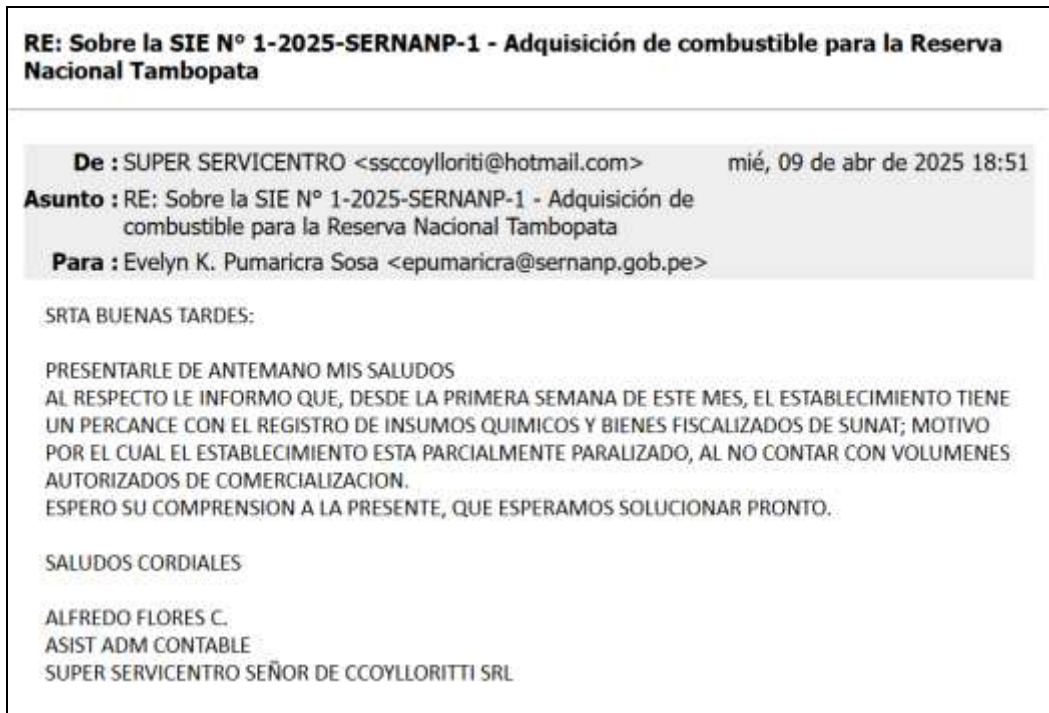 RE: Sobre la SIE Nº 1-2025-SERNANP-1 - Adquisición de combustible para la Reserva
Nacional Tambopata
De : SUPER SERVICENTRO <ssccoylloriti@hotmail.com> mié, 09 de abr de 2025 18:51
Asunto : RE: Sobre la SIE Nº 1-2025-SERNANP-1 - Adquisición de
combustible para la Reserva Nacional Tambopata
Para : Evelyn K. Pumaricra Sosa <epumaricra@sernanp.gob.pe>
SRTA BUENAS TARDES:
PRESENTARLE DE ANTEMANO MIS SALUDOS
AL RESPECTO LE INFORMO QUE, DESDE LA PRIMERA SEMANA DE ESTE MES, EL ESTABLECIMIENTO TIENE
UN PERCANCE CON EL REGISTRO DE INSUMOS QUIMICOS Y BIENES FISCALIZADOS DE SUNAT; MOTIVO
POR EL CUAL EL ESTABLECIMIENTO ESTA PARCIALMENTE PARALIZADO, AL NO CONTAR CON VOLUMENES
AUTORIZADOS DE COMERCIALIZACION.
ESPERO SU COMPRENSION A LA PRESENTE, QUE ESPERAMOS SOLUCIONAR PRONTO.
SALUDOS CORDIALES
ALFREDO FLORES C.
ASIST ADM CONTABLE
SUPER SERVICENTRO SEÑOR DE CCOYLLORITTI SRL